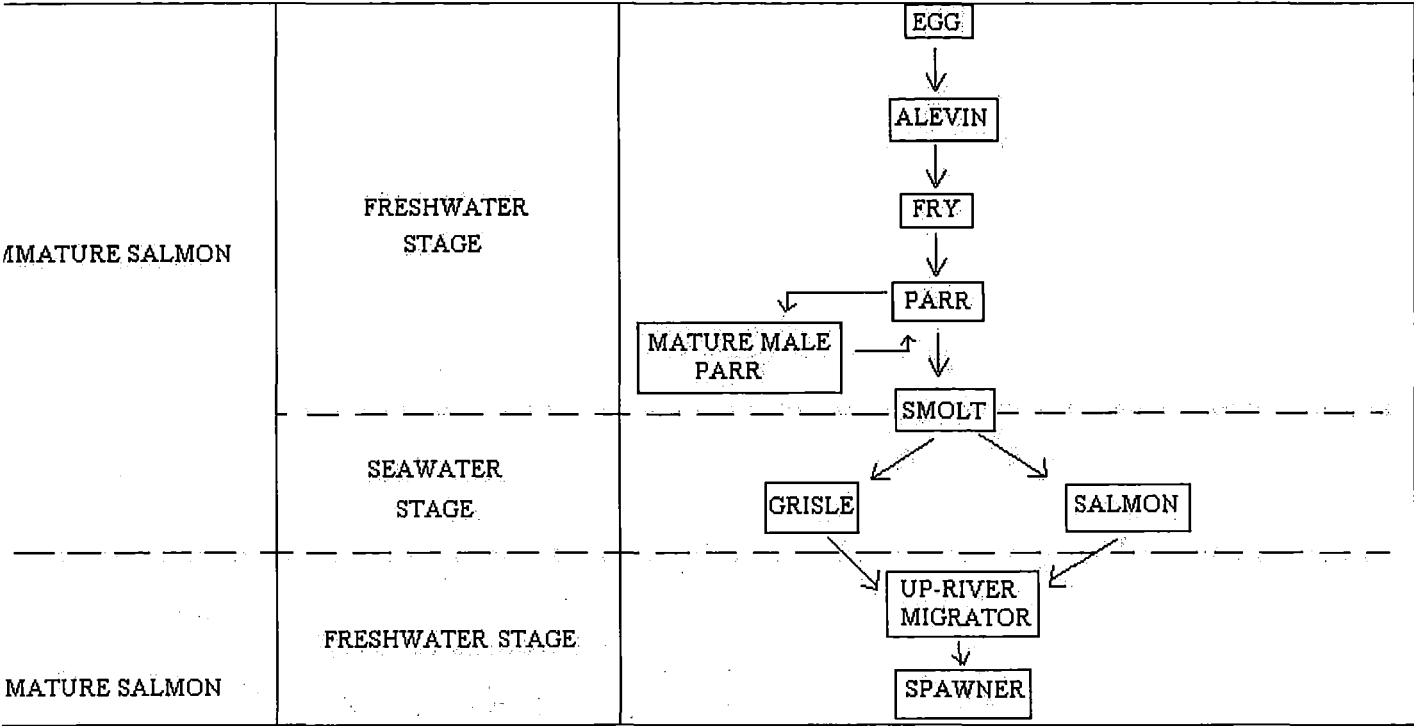 EGG
ALEVIN
FRESHWATER
STAGE
FRY
MMATURE SALMON
PARR
MATURE MALE
PARR
SMOLT
SEAWATER
STAGE
GRISLE
SALMON
UP-RIVER
MIGRATOR
FRESHWATER STAGE
MATURE SALMON
SPAWNER